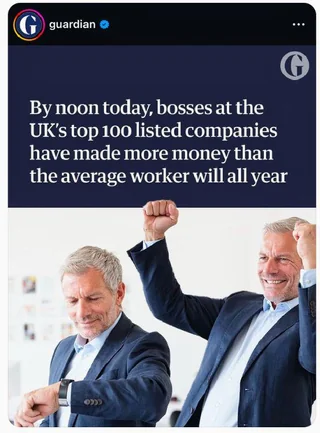 guardian
By noon today, bosses at the
UK's top 100 listed companies
have made more money than
the average worker will all year